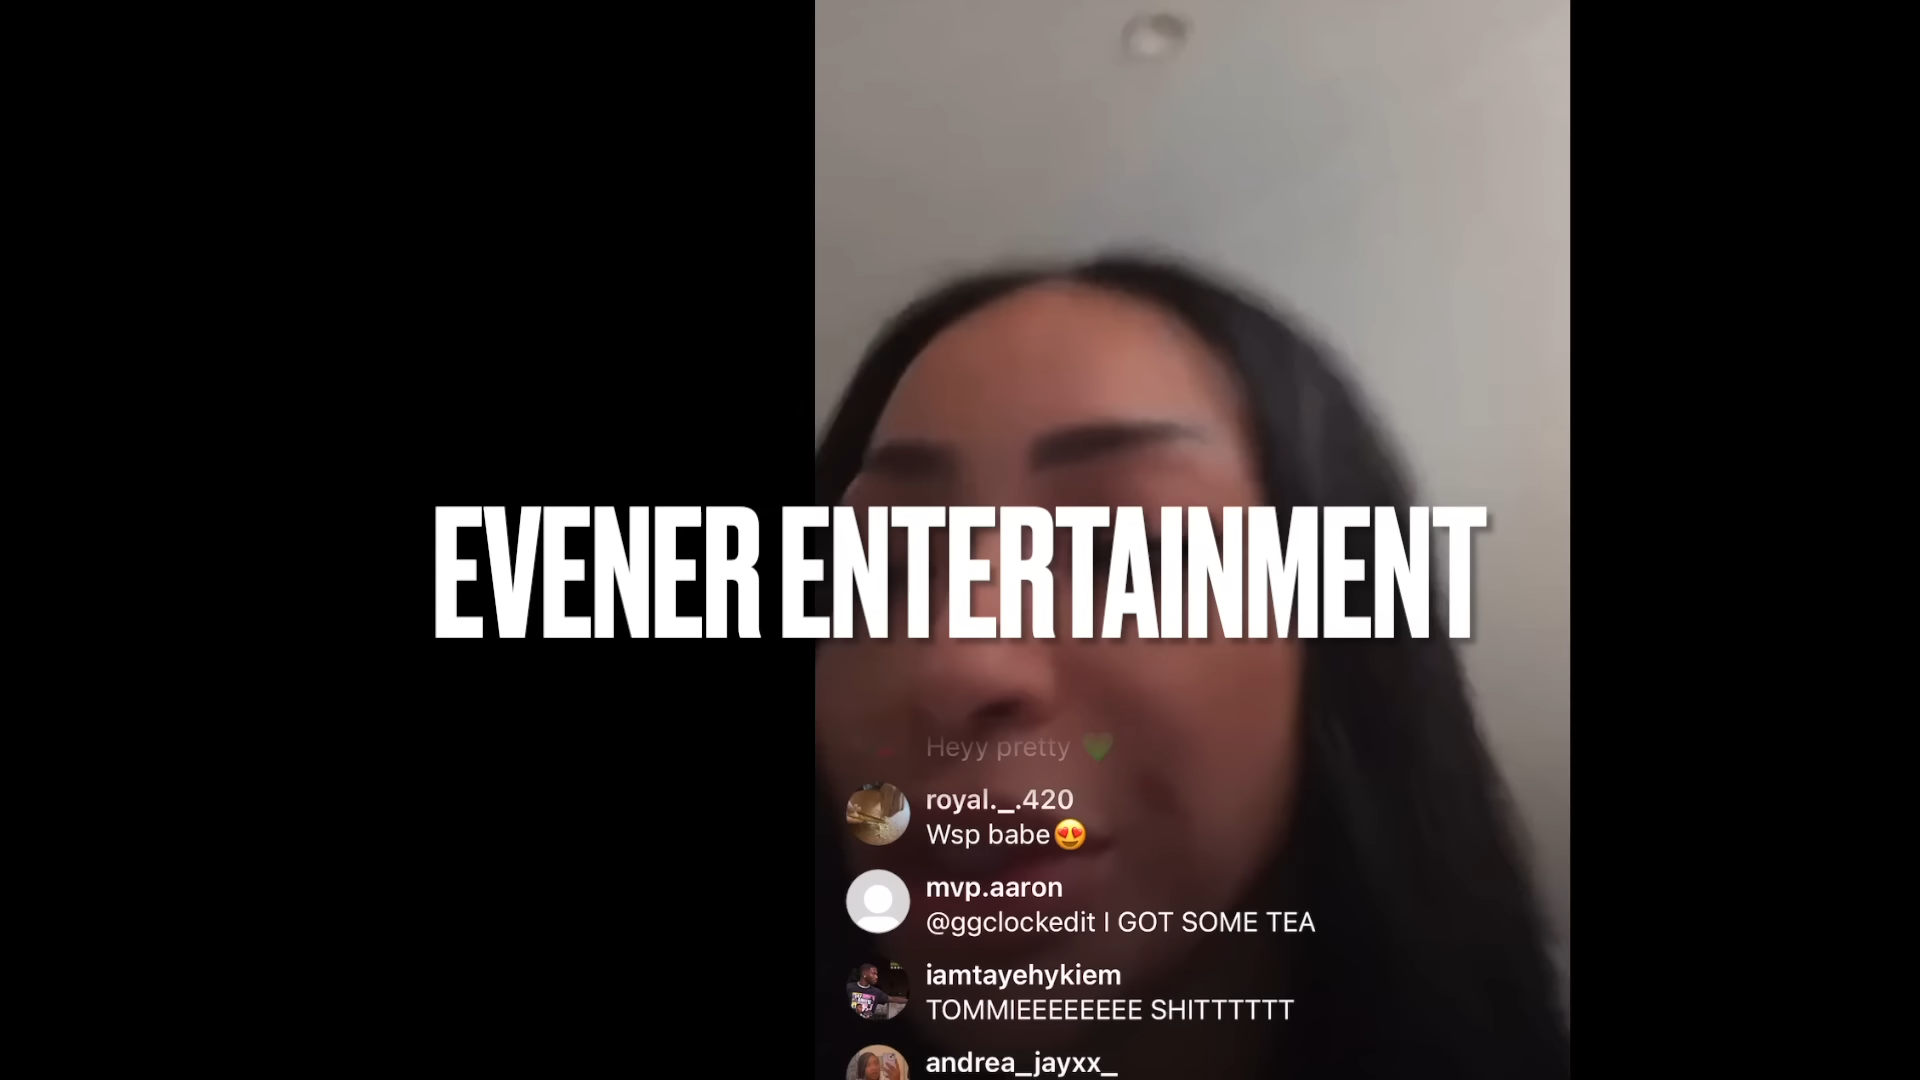 EVENER ENTERTAINMENT
Heyy pretty 💚
royal._.420
Wsp babe😍
mvp.aaron
@ggclockedit I GOT SOME TEA
iamtayehykiem
TOMMIEEEEEEEE SHITTTTTT
andrea_jayxx_